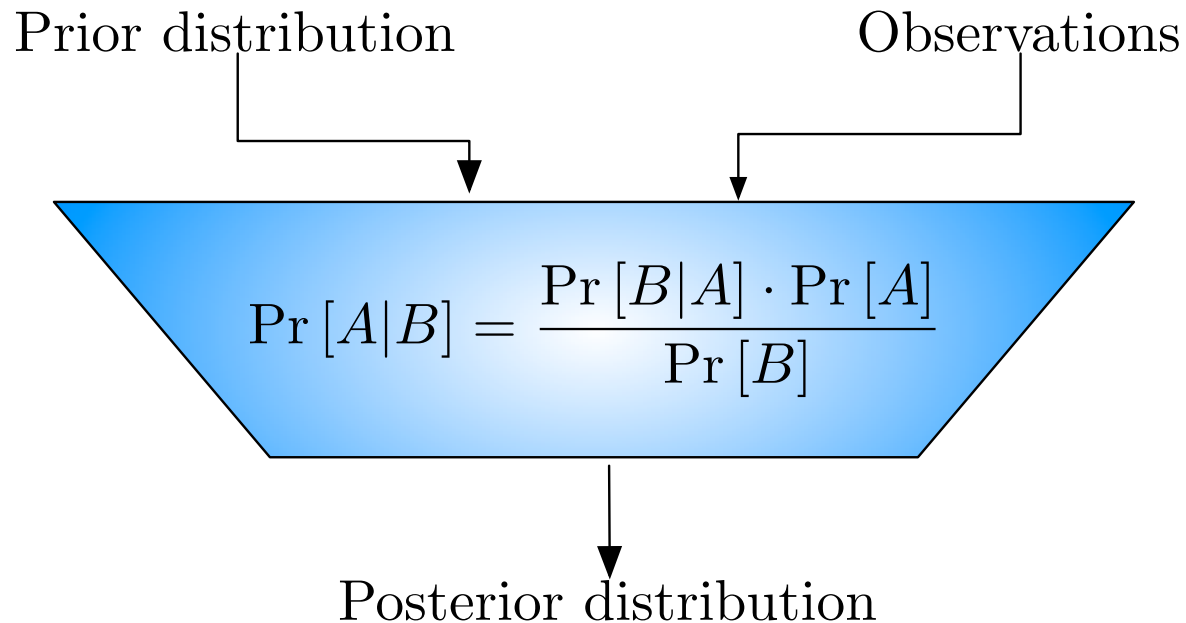 Prior distribution
Observations
Pr [A|B] = Pr [B|A] · Pr [A] / Pr [B]
Posterior distribution